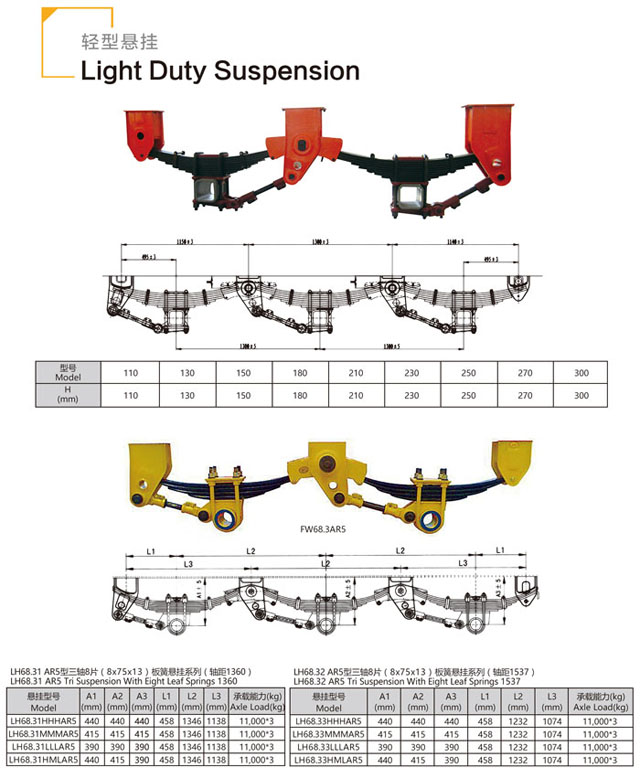 轻型悬挂
Light Duty Suspension
1150±3 1300±3 1140±3
495±3 495±3
1300±5 1300±5
型号 Model 110 130 150 180 210 230 250 270 300
H (mm) 110 130 150 180 210 230 250 270 300
FW68.3AR5
L1 L2 L2 L1
L3 L2 L3
A1±5 A2±5 A3±5
LH68.31 AR5型三轴8片（8x75x13）板簧悬挂系列（轴距1360）
LH68.31 AR5 Tri Suspension With Eight Leaf Springs 1360
悬挂型号 Model A1 (mm) A2 (mm) A3 (mm) L1 (mm) L2 (mm) L3 (mm) 承载能力(kg) Axle Load(kg)
LH68.31HHHAR5 440 440 440 458 1346 1138 11,000*3
LH68.31MMMAR5 415 415 415 458 1346 1138 11,000*3
LH68.31LLLAR5 390 390 390 458 1346 1138 11,000*3
LH68.31HMLAR5 440 415 390 458 1346 1138 11,000*3
LH68.32 AR5型三轴8片（8x75x13）板簧悬挂系列（轴距1537）
LH68.32 AR5 Tri Suspension With Eight Leaf Springs 1537
悬挂型号 Model A1 (mm) A2 (mm) A3 (mm) L1 (mm) L2 (mm) L3 (mm) 承载能力(kg) Axle Load(kg)
LH68.33HHHAR5 440 440 440 458 1232 1074 11,000*3
LH68.33MMMAR5 415 415 415 458 1232 1074 11,000*3
LH68.33LLLAR5 390 390 390 458 1232 1074 11,000*3
LH68.33HMLAR5 440 415 390 458 1232 1074 11,000*3